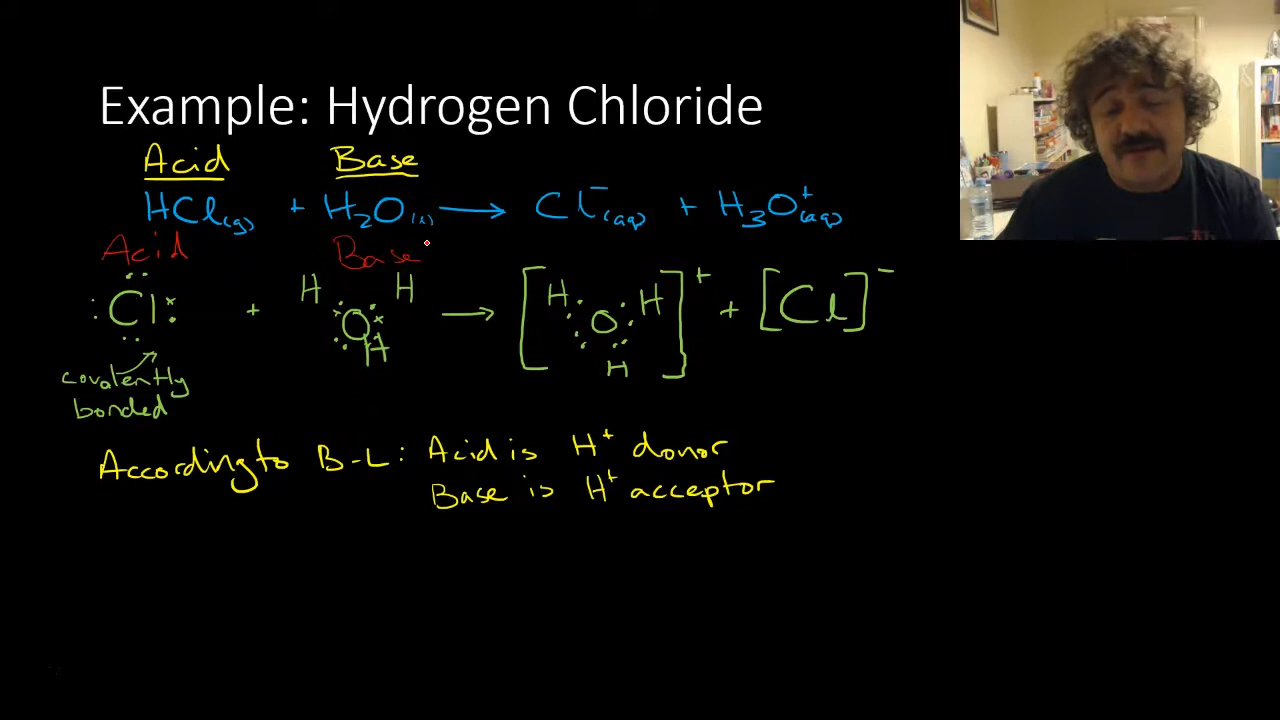 Example: Hydrogen Chloride
Acid Base
HCl(g) + H₂O(l) → Cl⁻(aq) + H₃O⁺(aq)
Acid Base
Cl + H H O H → [H O H H]⁺ + [Cl]⁻
covalently
bonded
According to B-L: Acid is H⁺ donor
Base is H⁺ acceptor